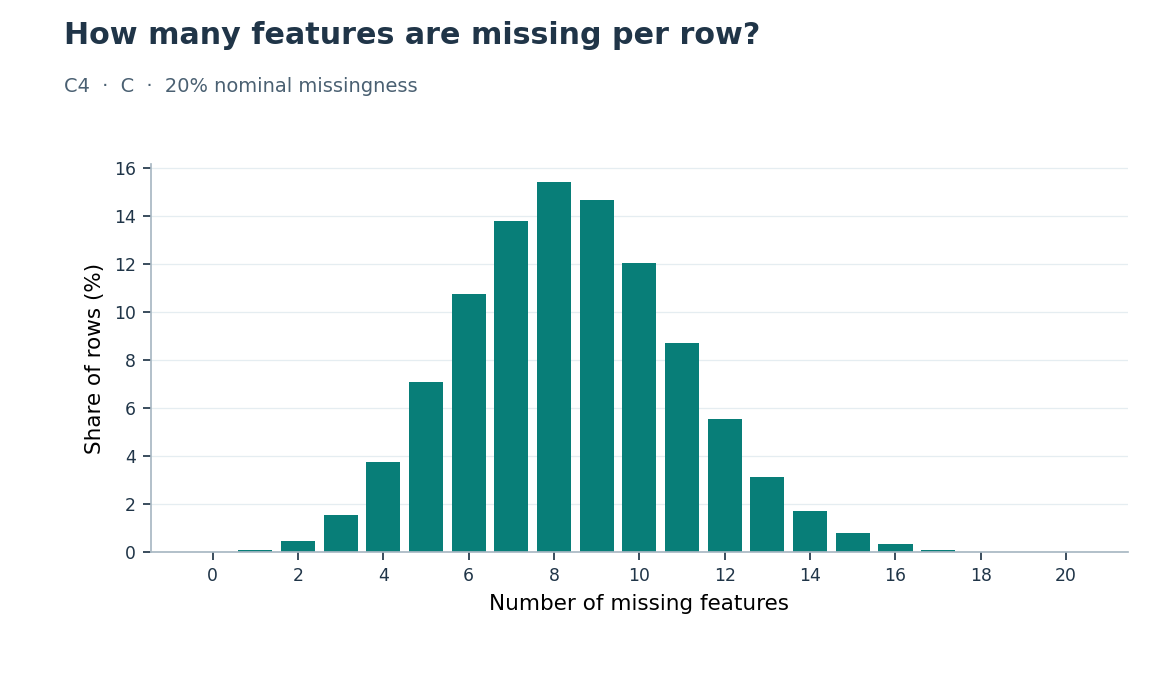 How many features are missing per row?
C4 · C · 20% nominal missingness
16
14
12
10
8
6
4
2
0
Share of rows (%)
0 2 4 6 8 10 12 14 16 18 20
Number of missing features